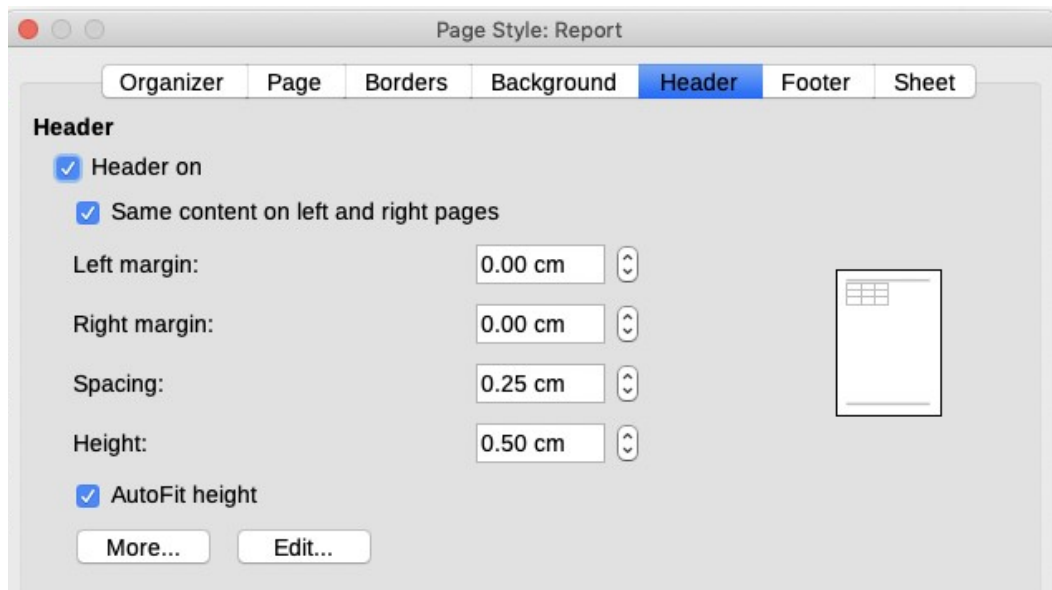 Page Style: Report
Organizer Page Borders Background Header Footer Sheet
Header
Header on
Same content on left and right pages
Left margin: 0.00 cm
Right margin: 0.00 cm
Spacing: 0.25 cm
Height: 0.50 cm
AutoFit height
More... Edit...